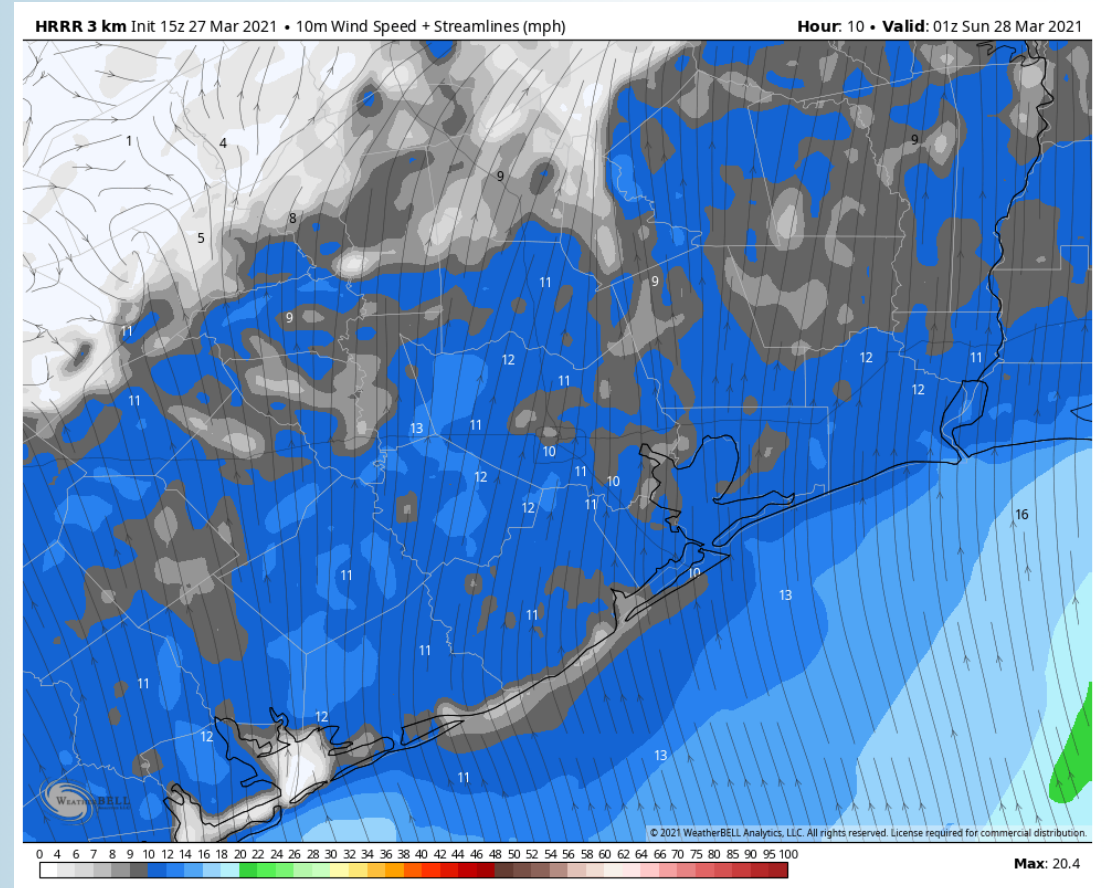 HRRR 3 km Init 15z 27 Mar 2021 • 10m Wind Speed + Streamlines (mph) Hour: 10 • Valid: 01z Sun 28 Mar 2021
1 4 9
9
8
5
11 9
9
11
12 12 11
11 11 12
13 11
10
12 11 10
12 11 16
11 10
13
11
11
11
12
12
13
11
WEATHERBELL
© 2021 WeatherBELL Analytics, LLC. All rights reserved. License required for commercial distribution.
0 4 6 7 8 9 10 12 14 16 18 20 22 24 26 28 30 32 34 36 38 40 42 44 46 48 50 52 54 56 58 60 62 64 66 70 75 80 85 90 95 100
Max: 20.4